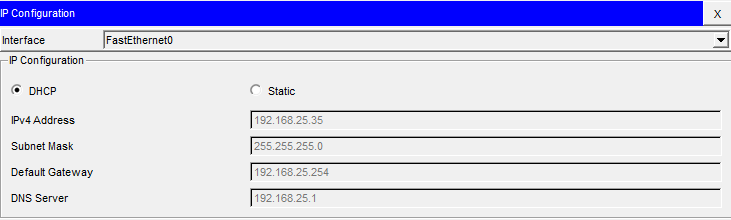 IP Configuration X
Interface FastEthernet0
IP Configuration
DHCP Static
IPv4 Address 192.168.25.35
Subnet Mask 255.255.255.0
Default Gateway 192.168.25.254
DNS Server 192.168.25.1